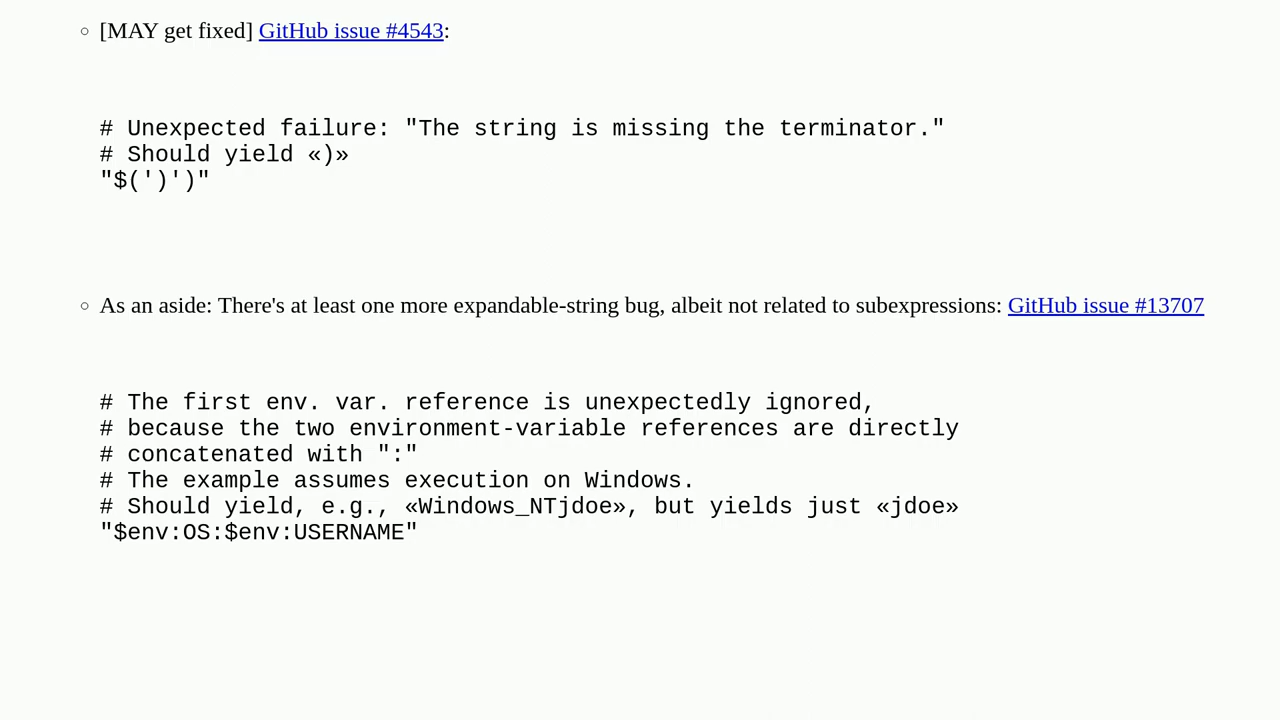 [MAY get fixed] GitHub issue #4543:
# Unexpected failure: "The string is missing the terminator."
# Should yield «)»
"$(')')"
As an aside: There's at least one more expandable-string bug, albeit not related to subexpressions: GitHub issue #13707
# The first env. var. reference is unexpectedly ignored,
# because the two environment-variable references are directly
# concatenated with ":"
# The example assumes execution on Windows.
# Should yield, e.g., «Windows_NTjdoe», but yields just «jdoe»
"$env:OS:$env:USERNAME"